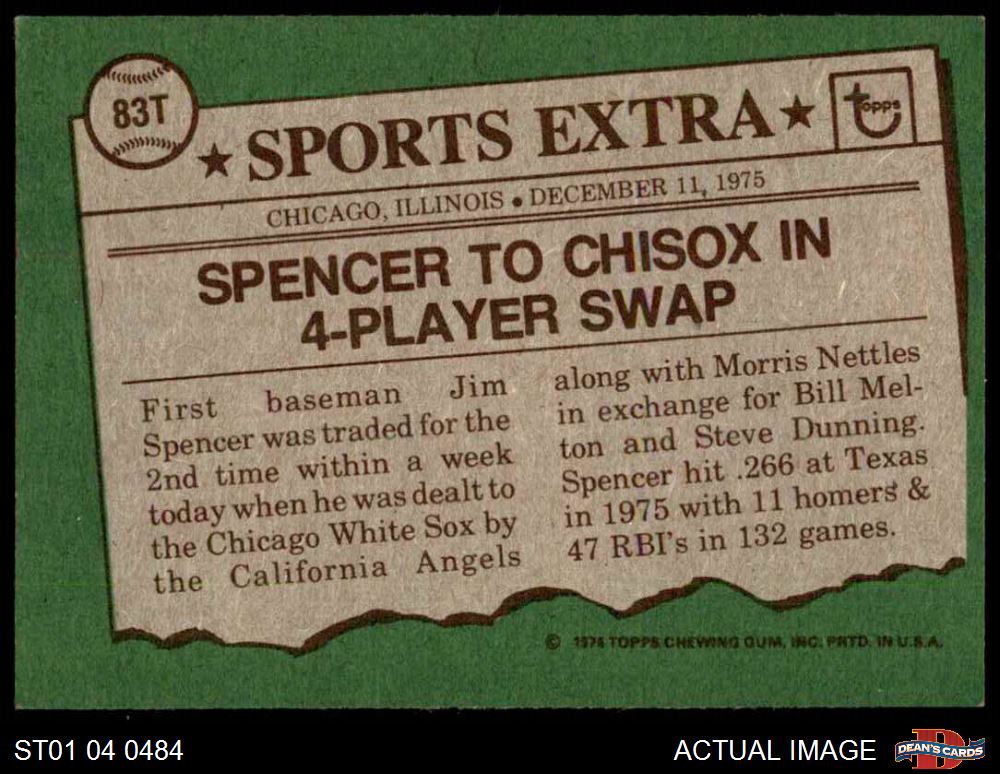 83T
★ SPORTS EXTRA ★
Topps
CHICAGO, ILLINOIS • DECEMBER 11, 1975
SPENCER TO CHISOX IN
4-PLAYER SWAP
First baseman Jim
Spencer was traded for the
2nd time within a week
today when he was dealt to
the Chicago White Sox by
the California Angels
along with Morris Nettles
in exchange for Bill Mel-
ton and Steve Dunning.
Spencer hit .266 at Texas
in 1975 with 11 homers &
47 RBI's in 132 games.
© 1976 TOPPS CHEWING GUM, INC. PRTD. IN U.S.A.
ST01 04 0484
ACTUAL IMAGE
D
DEAN'S CARDS